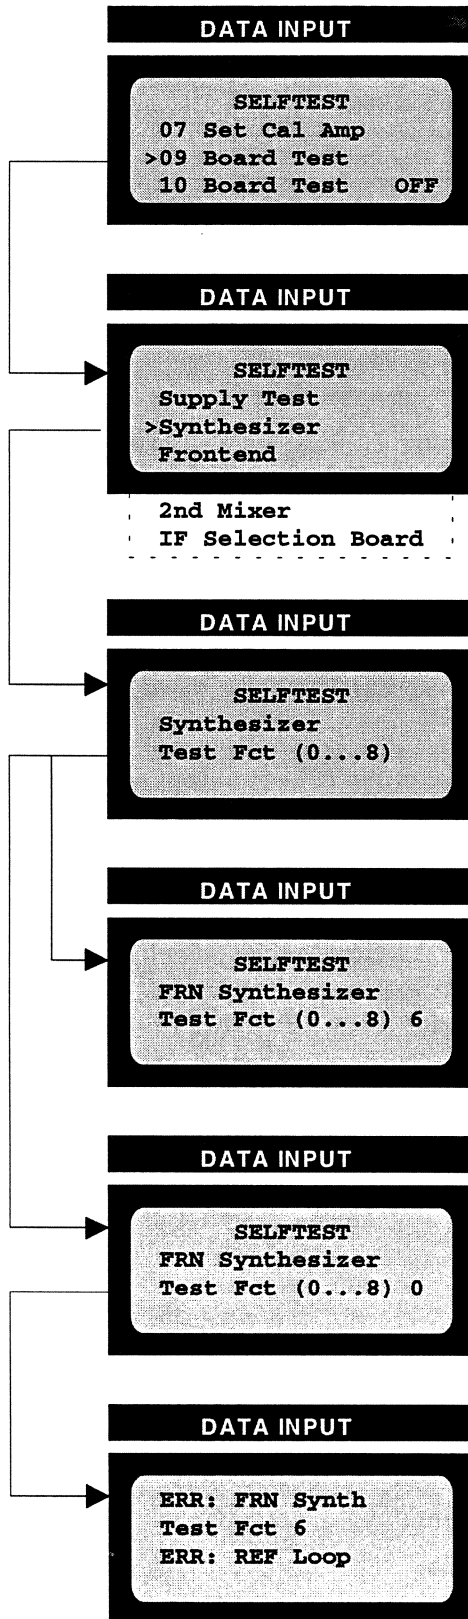 DATA INPUT
SELFTEST
07 Set Cal Amp
>09 Board Test
10 Board Test OFF
DATA INPUT
SELFTEST
Supply Test
>Synthesizer
Frontend
2nd Mixer
IF Selection Board
DATA INPUT
SELFTEST
Synthesizer
Test Fct (0...8)
DATA INPUT
SELFTEST
FRN Synthesizer
Test Fct (0...8) 6
DATA INPUT
SELFTEST
FRN Synthesizer
Test Fct (0...8) 0
DATA INPUT
ERR: FRN Synth
Test Fct 6
ERR: REF Loop